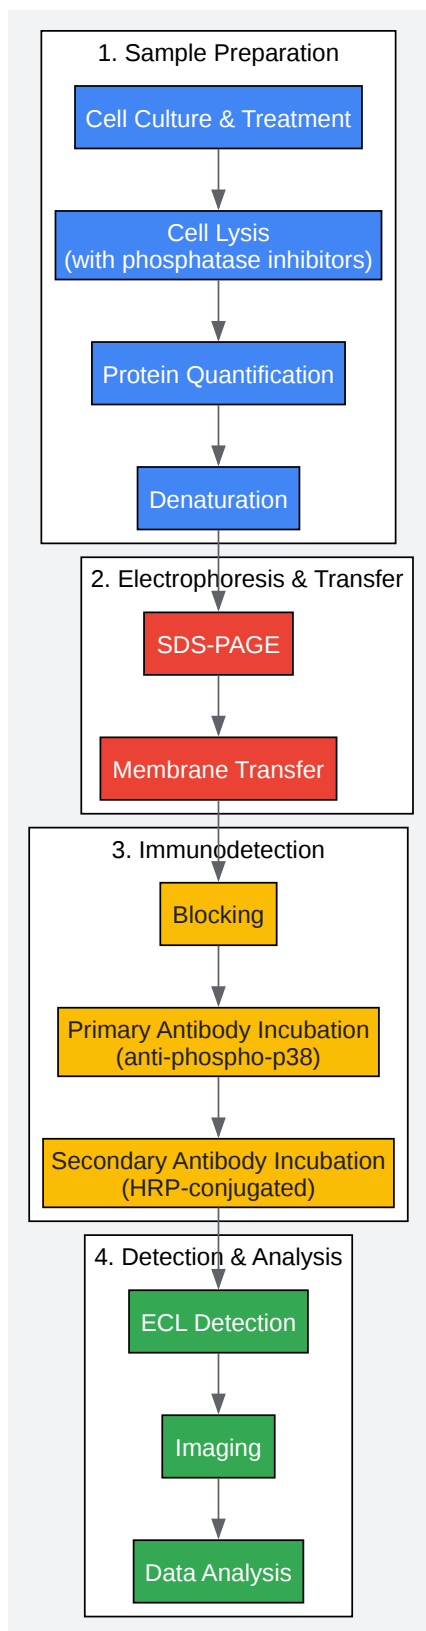 1. Sample Preparation
Cell Culture & Treatment
Cell Lysis
(with phosphatase inhibitors)
Protein Quantification
Denaturation
2. Electrophoresis & Transfer
SDS-PAGE
Membrane Transfer
3. Immunodetection
Blocking
Primary Antibody Incubation
(anti-phospho-p38)
Secondary Antibody Incubation
(HRP-conjugated)
4. Detection & Analysis
ECL Detection
Imaging
Data Analysis